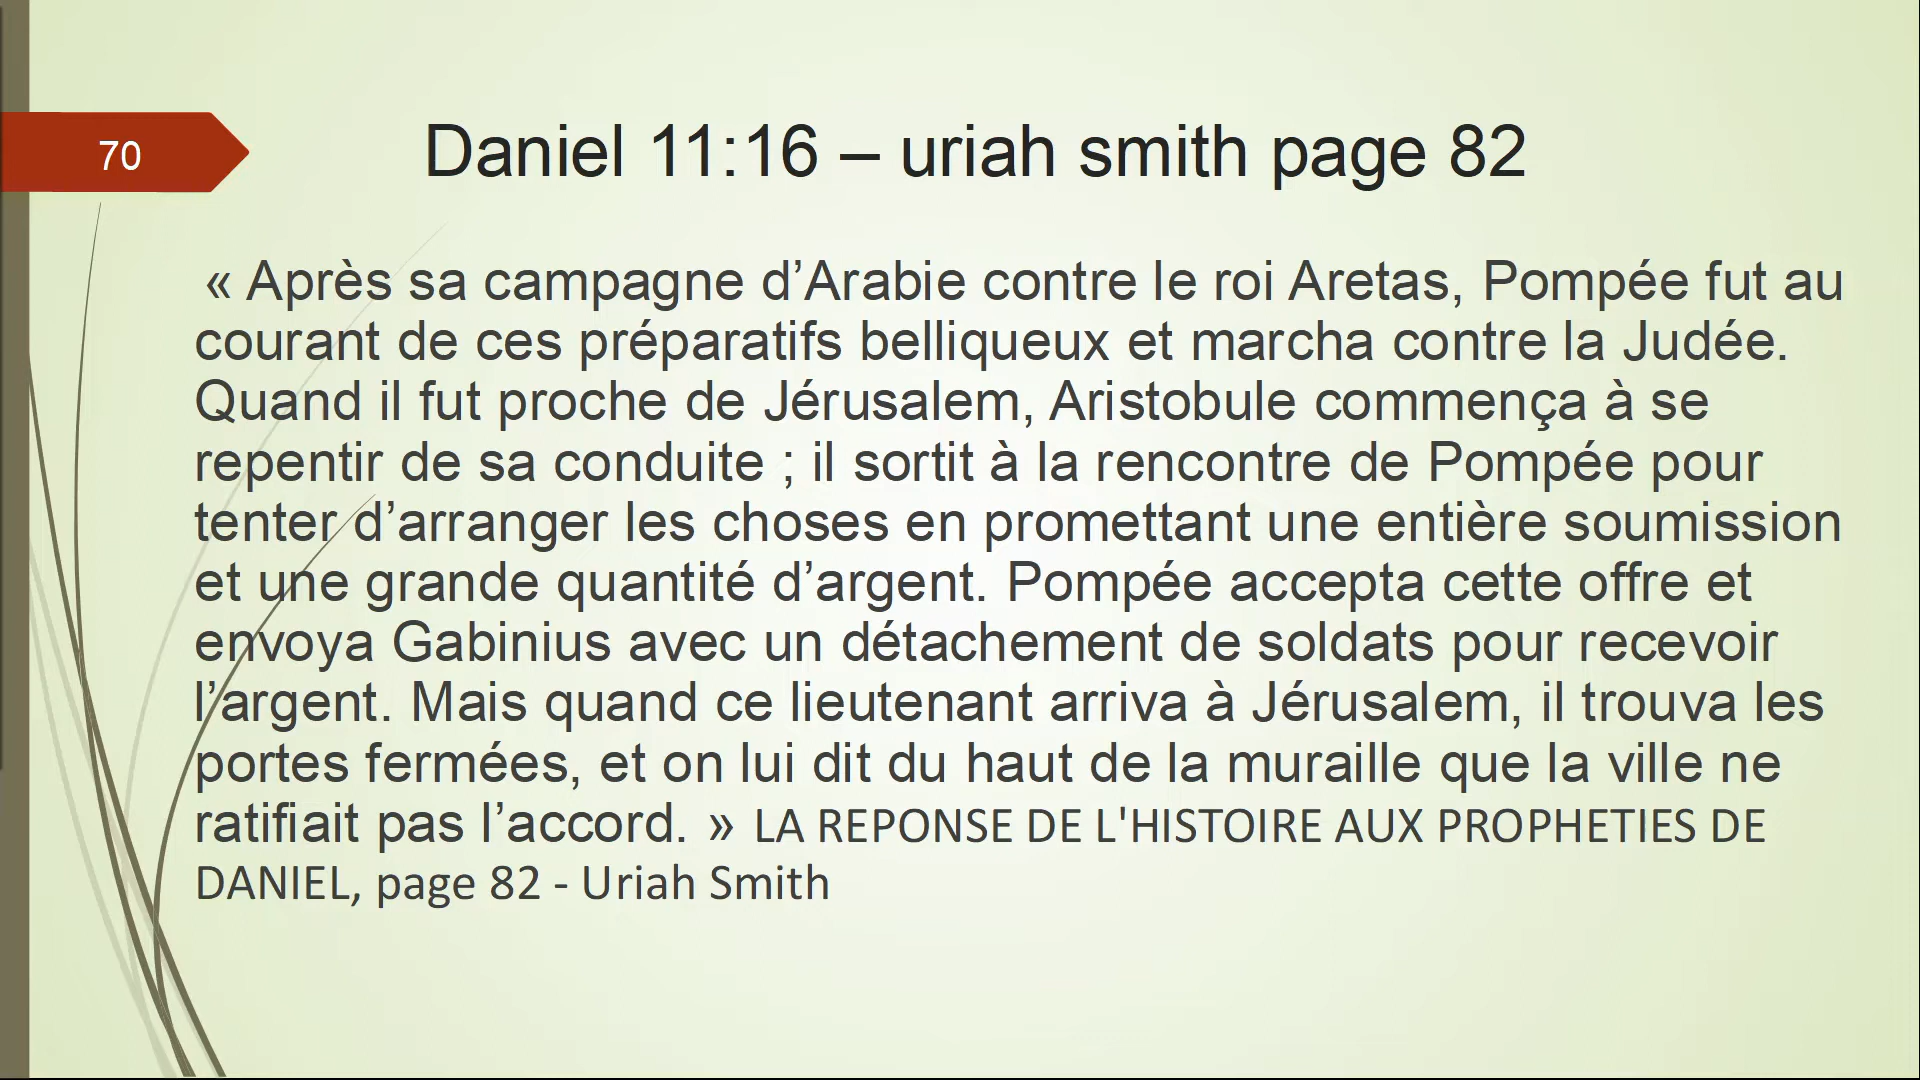 70
Daniel 11:16 – uriah smith page 82
« Après sa campagne d’Arabie contre le roi Aretas, Pompée fut au
courant de ces préparatifs belliqueux et marcha contre la Judée.
Quand il fut proche de Jérusalem, Aristobule commença à se
repentir de sa conduite ; il sortit à la rencontre de Pompée pour
tenter d’arranger les choses en promettant une entière soumission
et une grande quantité d’argent. Pompée accepta cette offre et
envoya Gabinius avec un détachement de soldats pour recevoir
l’argent. Mais quand ce lieutenant arriva à Jérusalem, il trouva les
portes fermées, et on lui dit du haut de la muraille que la ville ne
ratifiait pas l’accord. » LA REPONSE DE L'HISTOIRE AUX PROPHETIES DE
DANIEL, page 82 - Uriah Smith